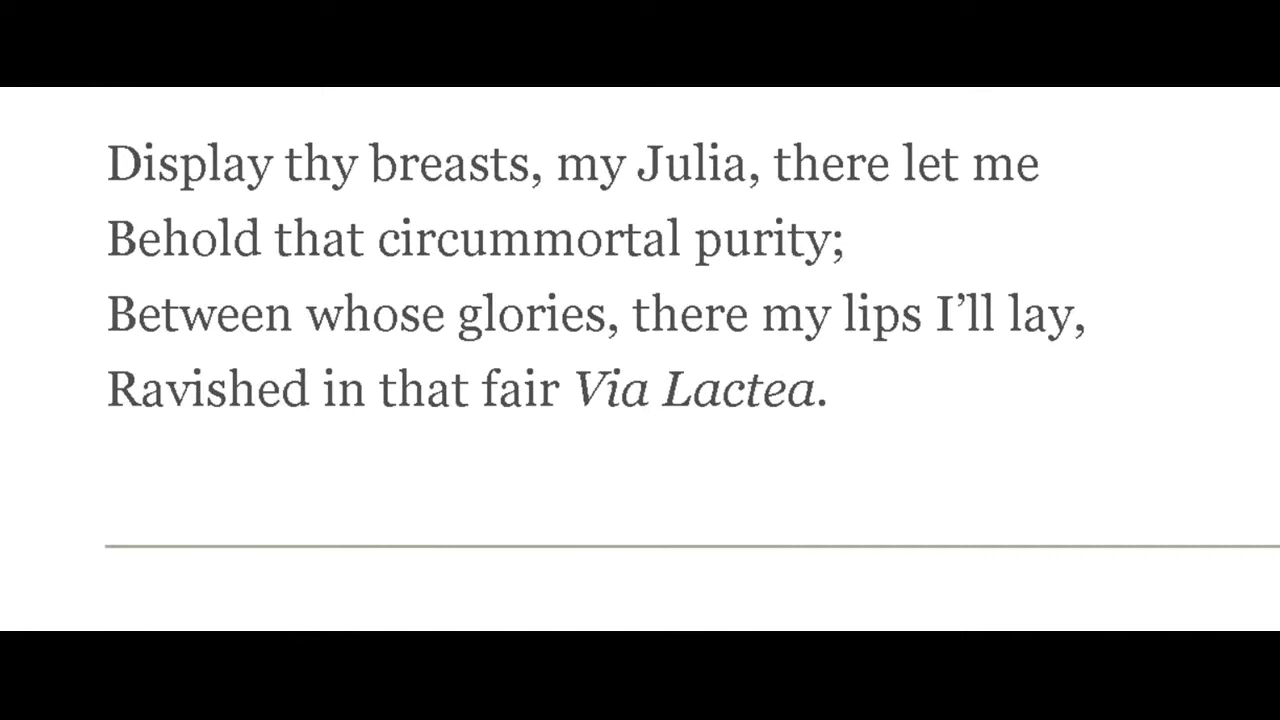 Display thy breasts, my Julia, there let me
Behold that circummortal purity;
Between whose glories, there my lips I’ll lay,
Ravished in that fair Via Lactea.